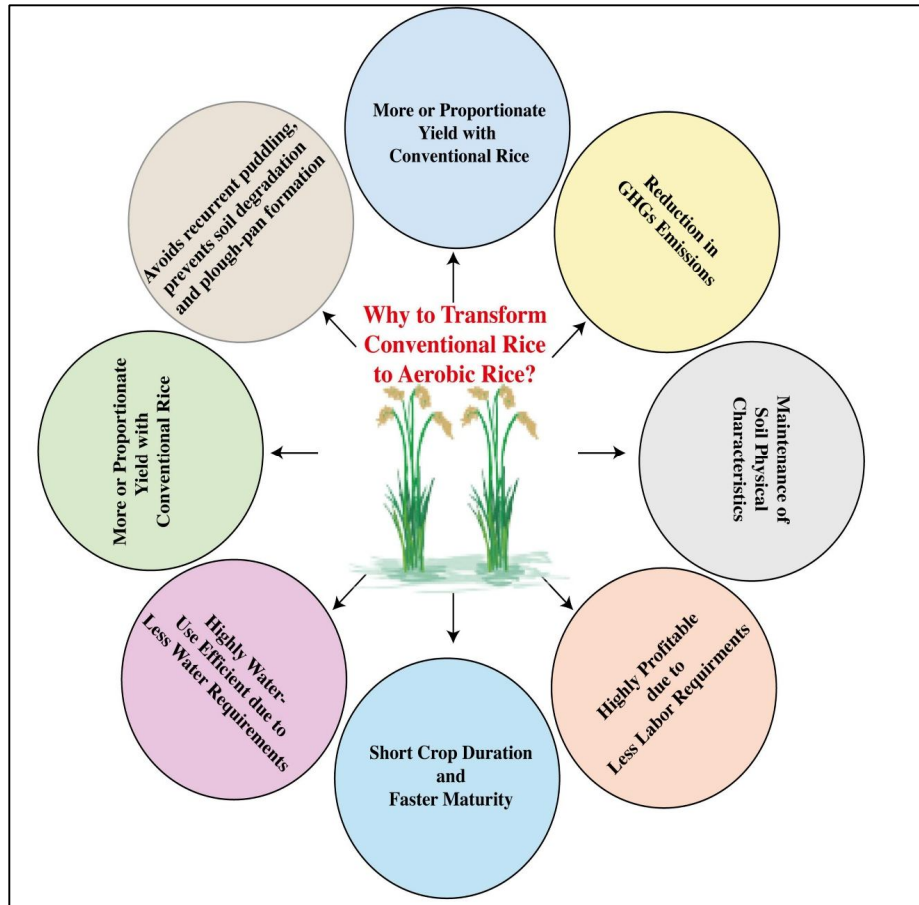 More or Proportionate
Yield with
Conventional Rice
Reduction in
GHGs Emissions
Maintenance of
Soil Physical
Characteristics
Highly Profitable
due to
Less Labor Requirments
Short Crop Duration
and
Faster Maturity
Highly Water-
Use Efficient due to
Less Water Requirements
More or Proportionate
Yield with
Conventional Rice
Avoids recurrent puddling,
prevents soil degradation
and plough-pan formation
Why to Transform
Conventional Rice
to Aerobic Rice?